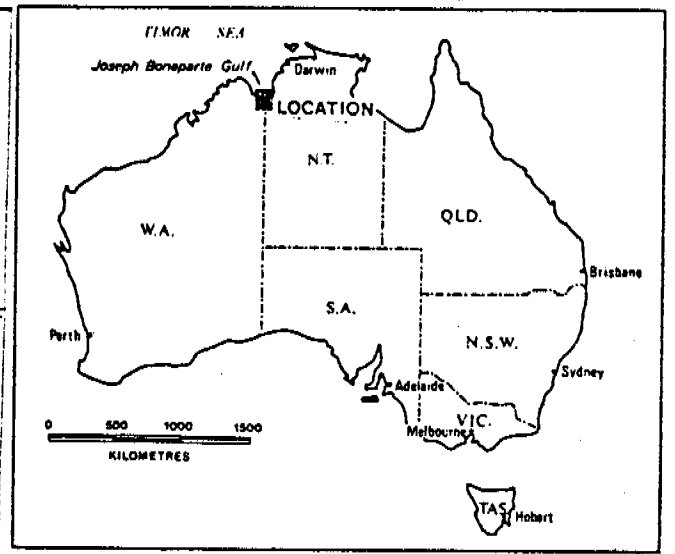 TIMOR SEA
Joseph Bonaparte Gulf
Darwin
LOCATION
N.T.
W.A.
QLD.
Brisbane
S.A.
Perth
N.S.W.
Sydney
Adelaide
VIC.
Melbourne
0 500 1000 1500
KILOMETRES
TAS
Hobart